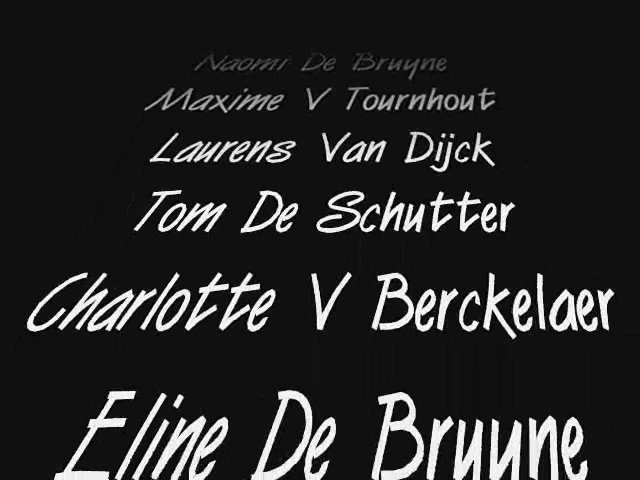 Naomi De Bruyne
Maxime V Tournhout
Laurens Van Dijck
Tom De Schutter
Charlotte V Berckelaer
Eline De Bruyne